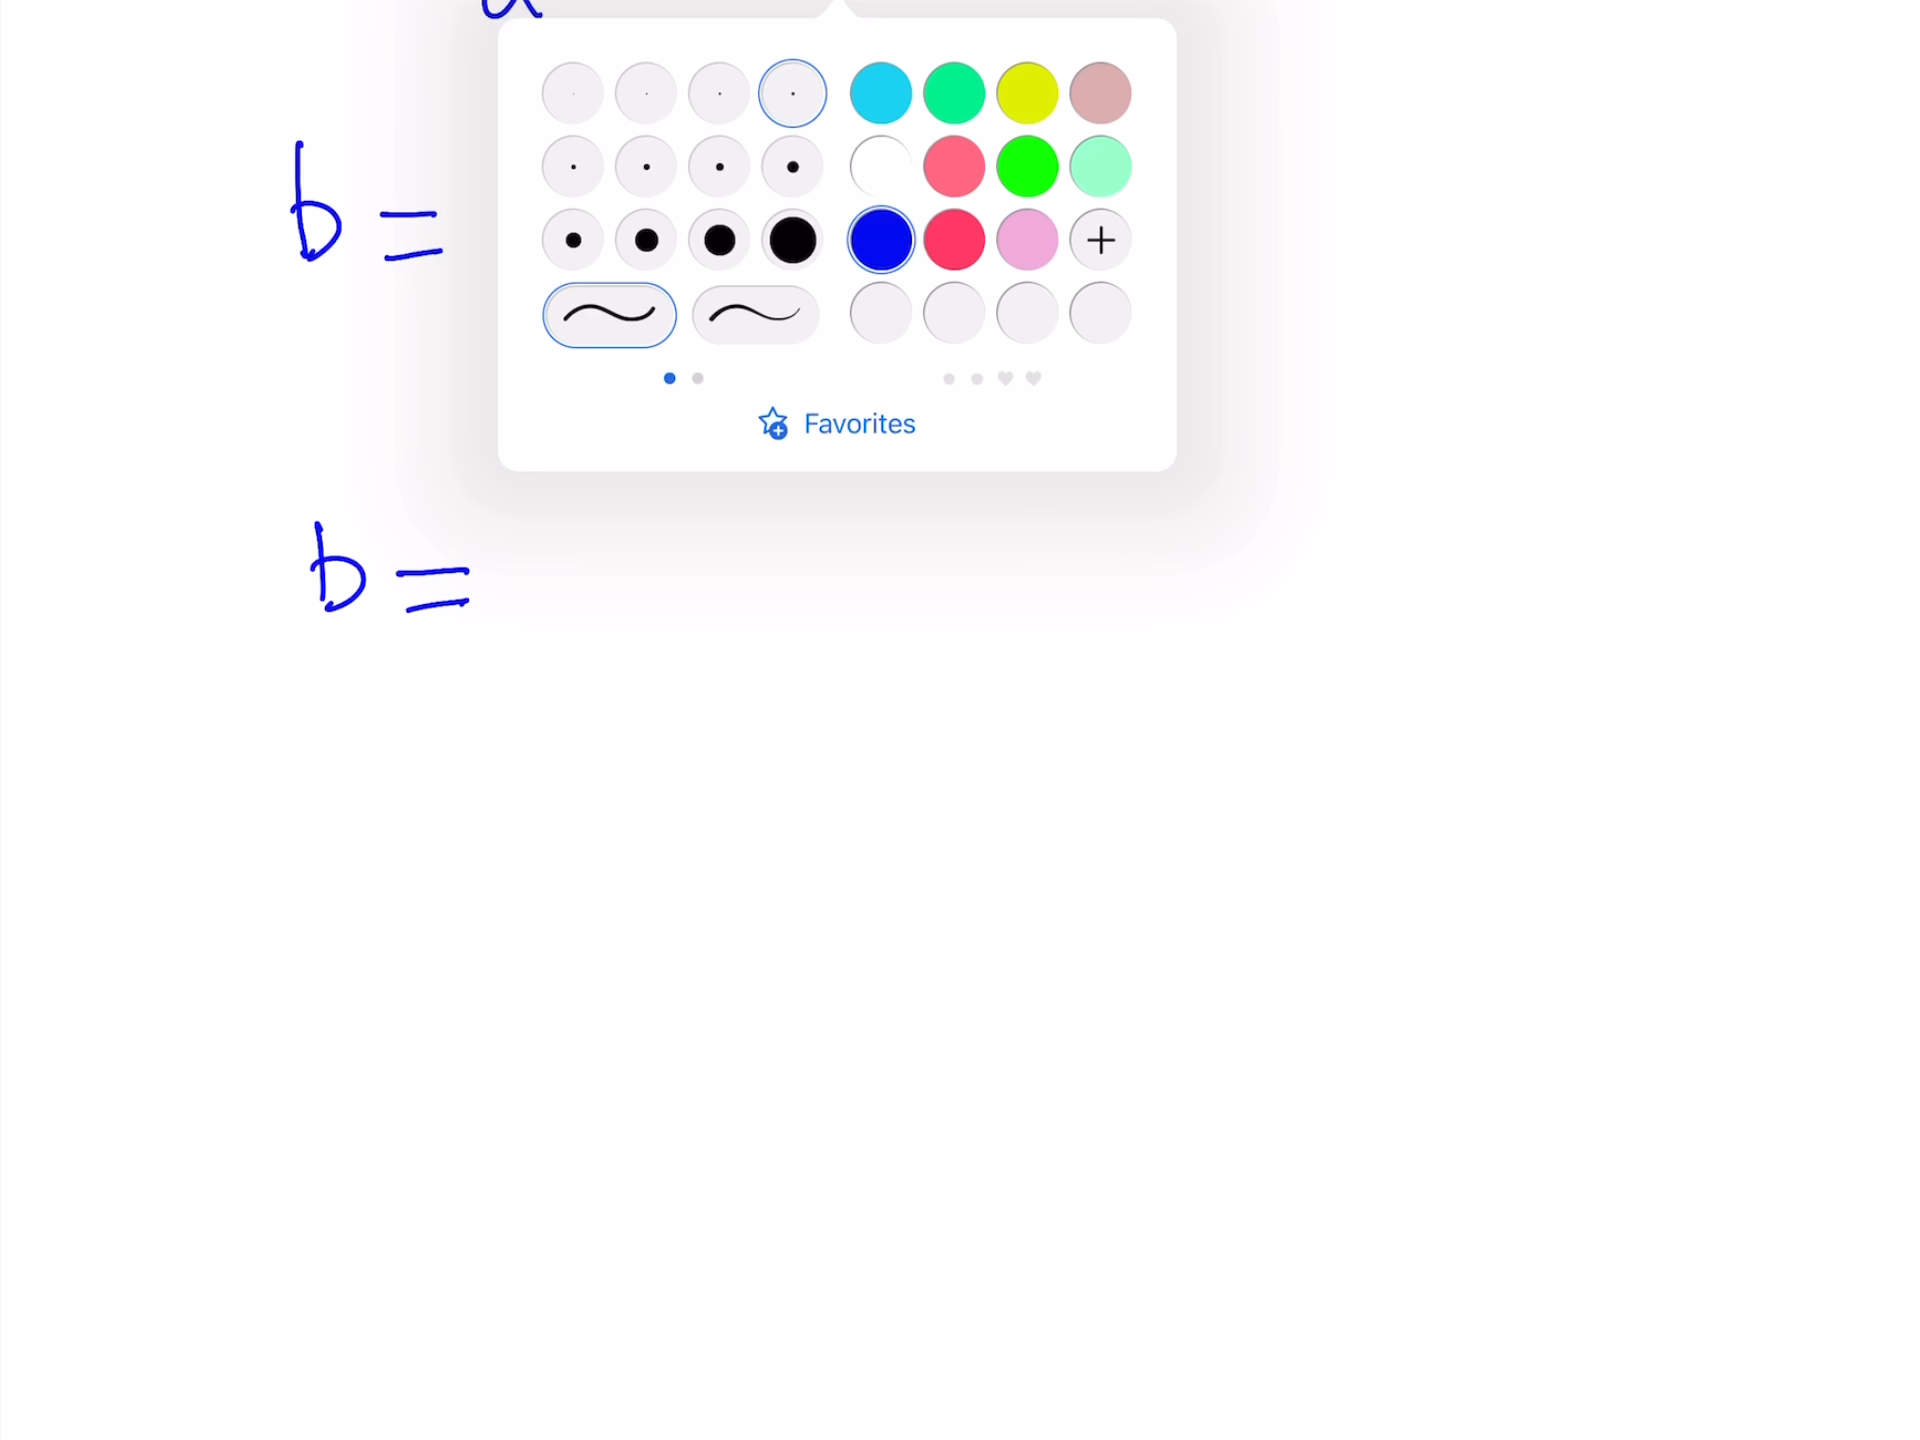 a
b =
Favorites
b =